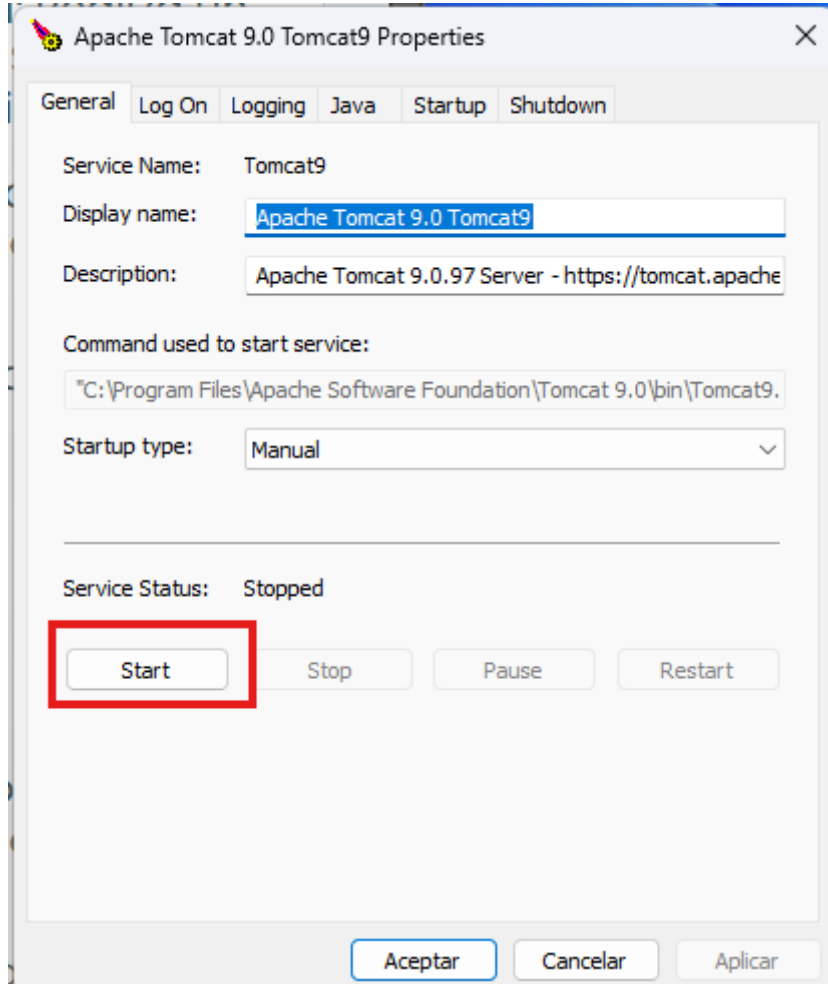 Apache Tomcat 9.0 Tomcat9 Properties
General Log On Logging Java Startup Shutdown
Service Name: Tomcat9
Display name: Apache Tomcat 9.0 Tomcat9
Description: Apache Tomcat 9.0.97 Server - https://tomcat.apache
Command used to start service:
"C:\Program Files\Apache Software Foundation\Tomcat 9.0\bin\Tomcat9.
Startup type: Manual
Service Status: Stopped
Start Stop Pause Restart
Aceptar Cancelar Aplicar